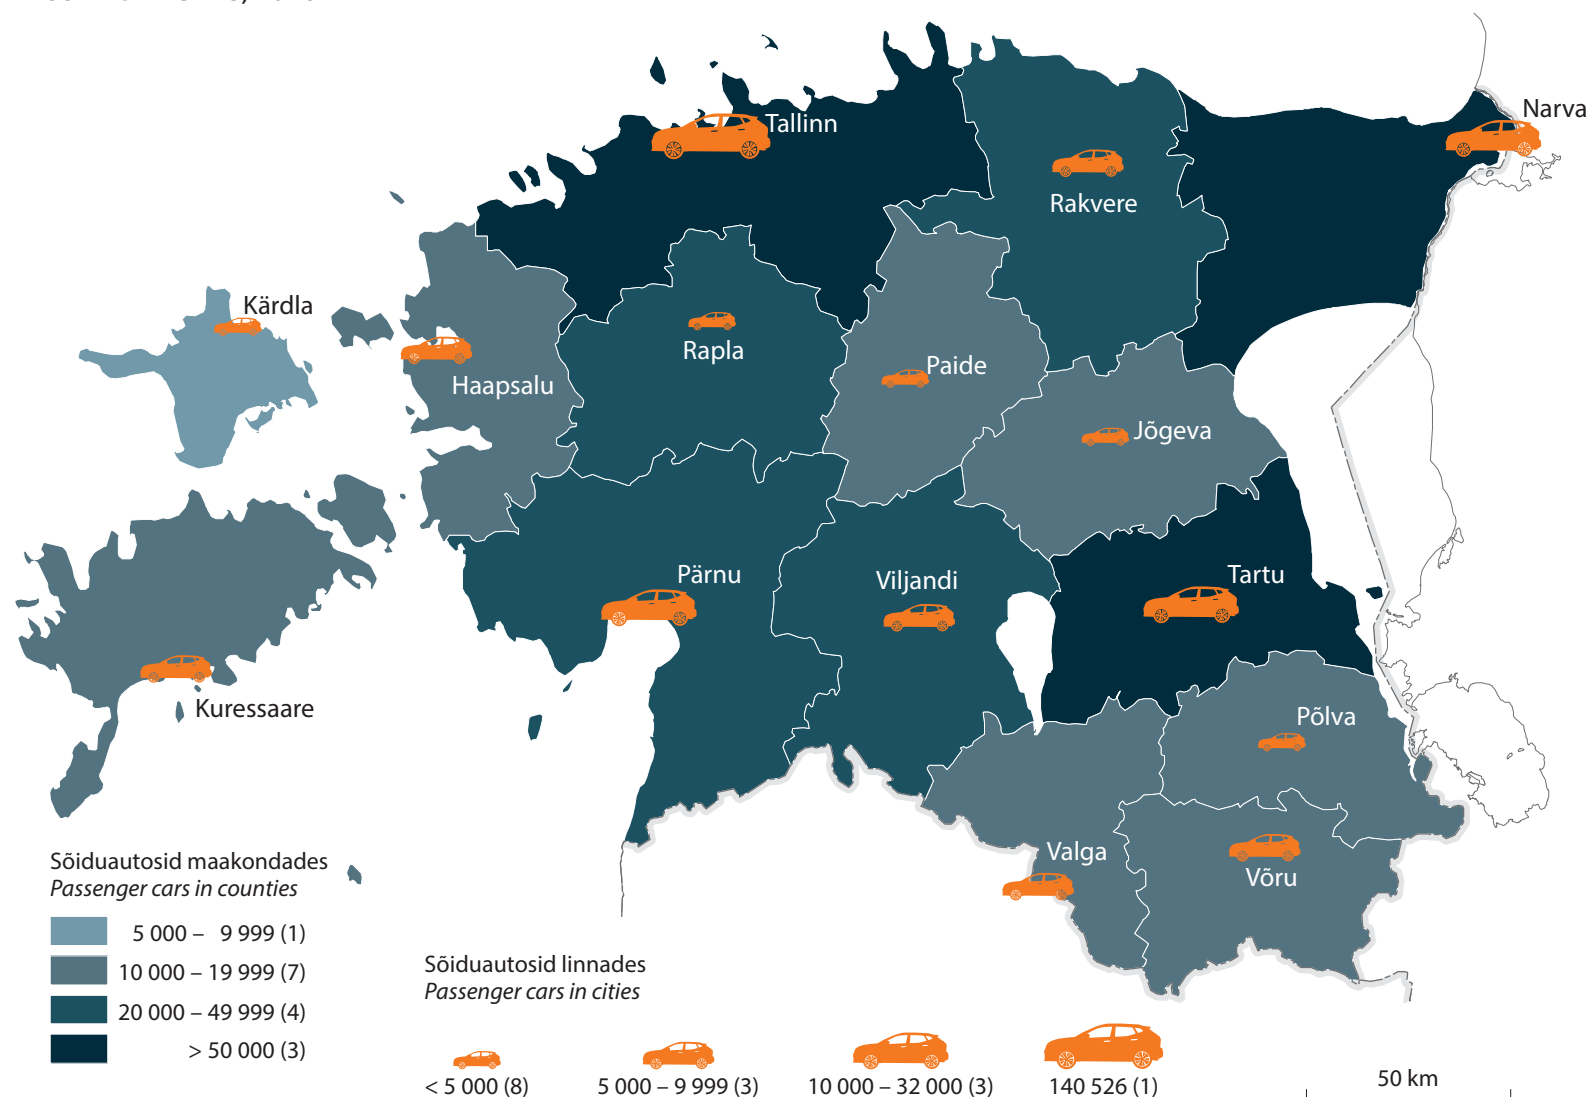 Tallinn
Narva
Rakvere
Kärdla
Rapla
Paide
Haapsalu
Jõgeva
Pärnu
Viljandi
Tartu
Kuressaare
Põlva
Valga
Võru
Sõiduautosid maakondades
Passenger cars in counties
5 000 – 9 999 (1)
10 000 – 19 999 (7)
20 000 – 49 999 (4)
> 50 000 (3)
Sõiduautosid linnades
Passenger cars in cities
< 5 000 (8)
5 000 – 9 999 (3)
10 000 – 32 000 (3)
140 526 (1)
50 km